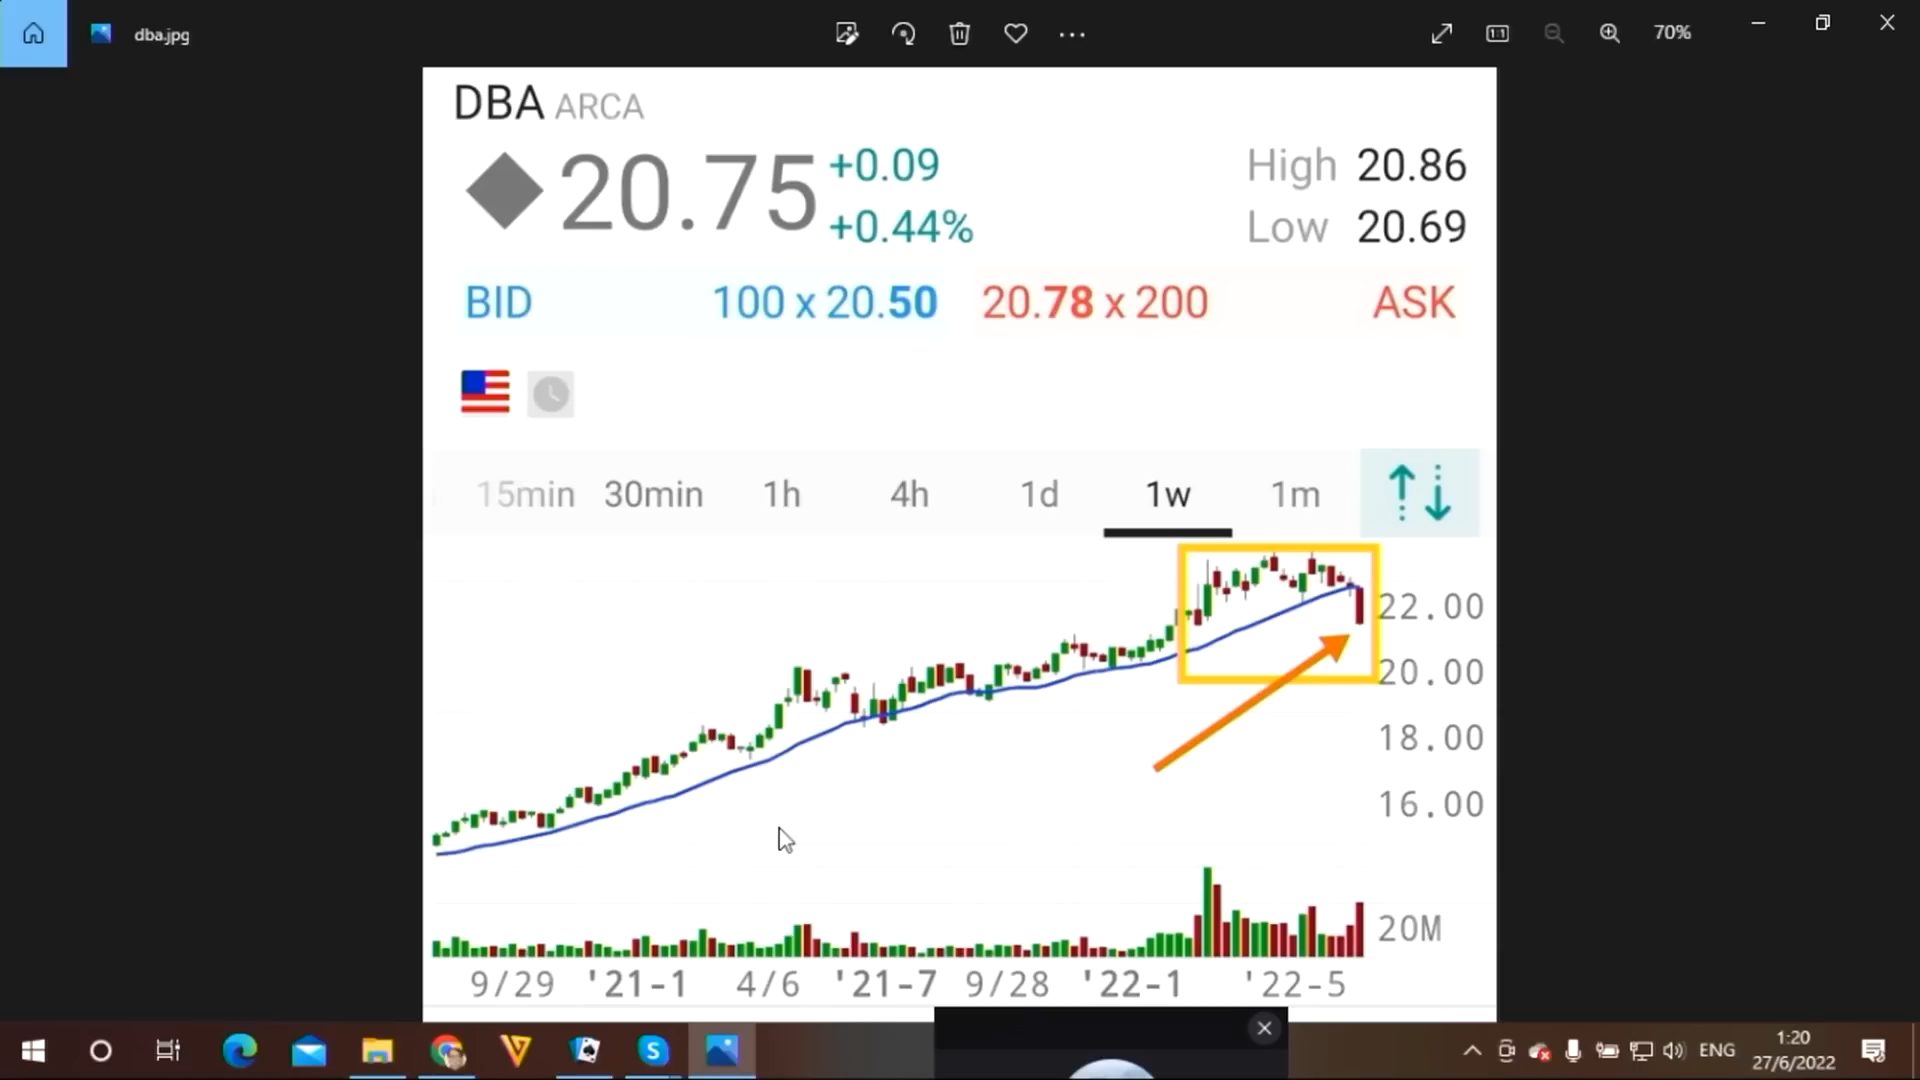 dba.jpg
70%
DBA ARCA
20.75 +0.09
+0.44%
High 20.86
Low 20.69
BID 100 x 20.50 20.78 x 200 ASK
15min 30min 1h 4h 1d 1w 1m
22.00
20.00
18.00
16.00
20M
9/29 '21-1 4/6 '21-7 9/28 '22-1 '22-5
ENG
1:20
27/6/2022